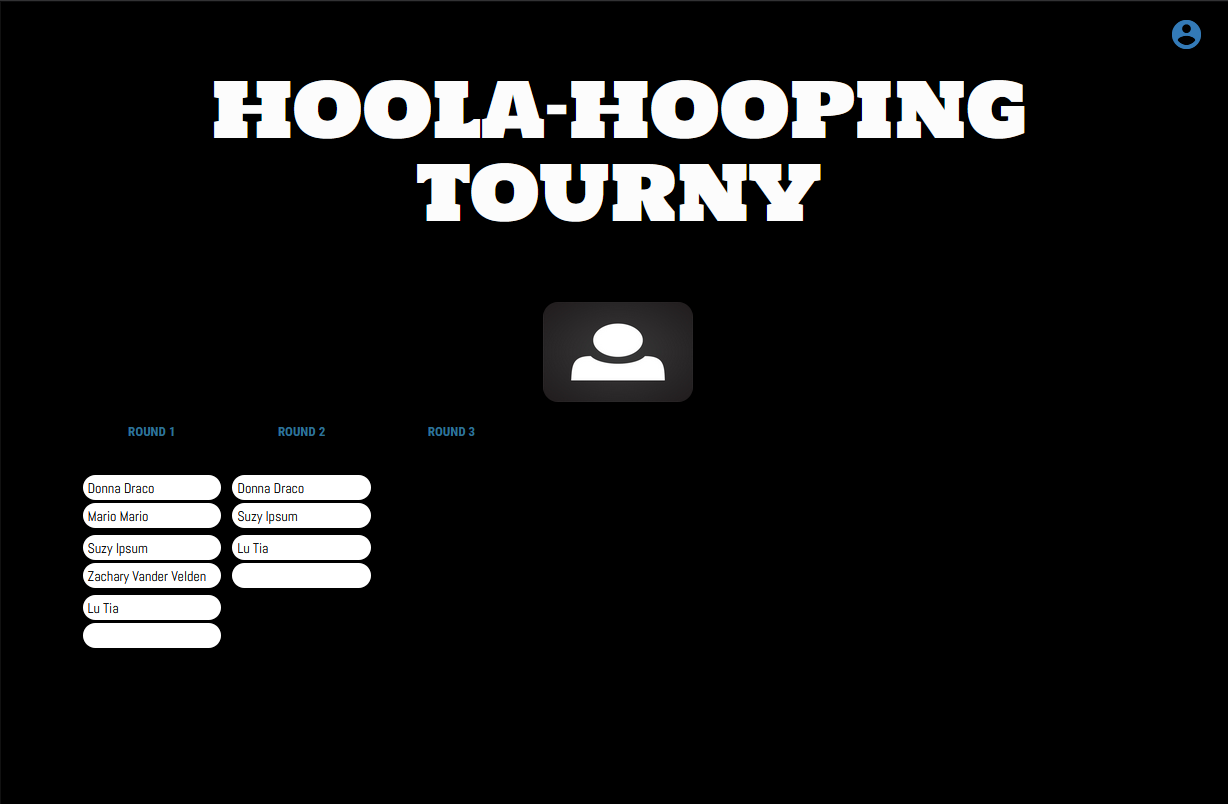 HOOLA-HOOPING
TOURNY
ROUND 1 ROUND 2 ROUND 3
Donna Draco Donna Draco
Mario Mario Suzy Ipsum
Suzy Ipsum Lu Tia
Zachary Vander Velden
Lu Tia